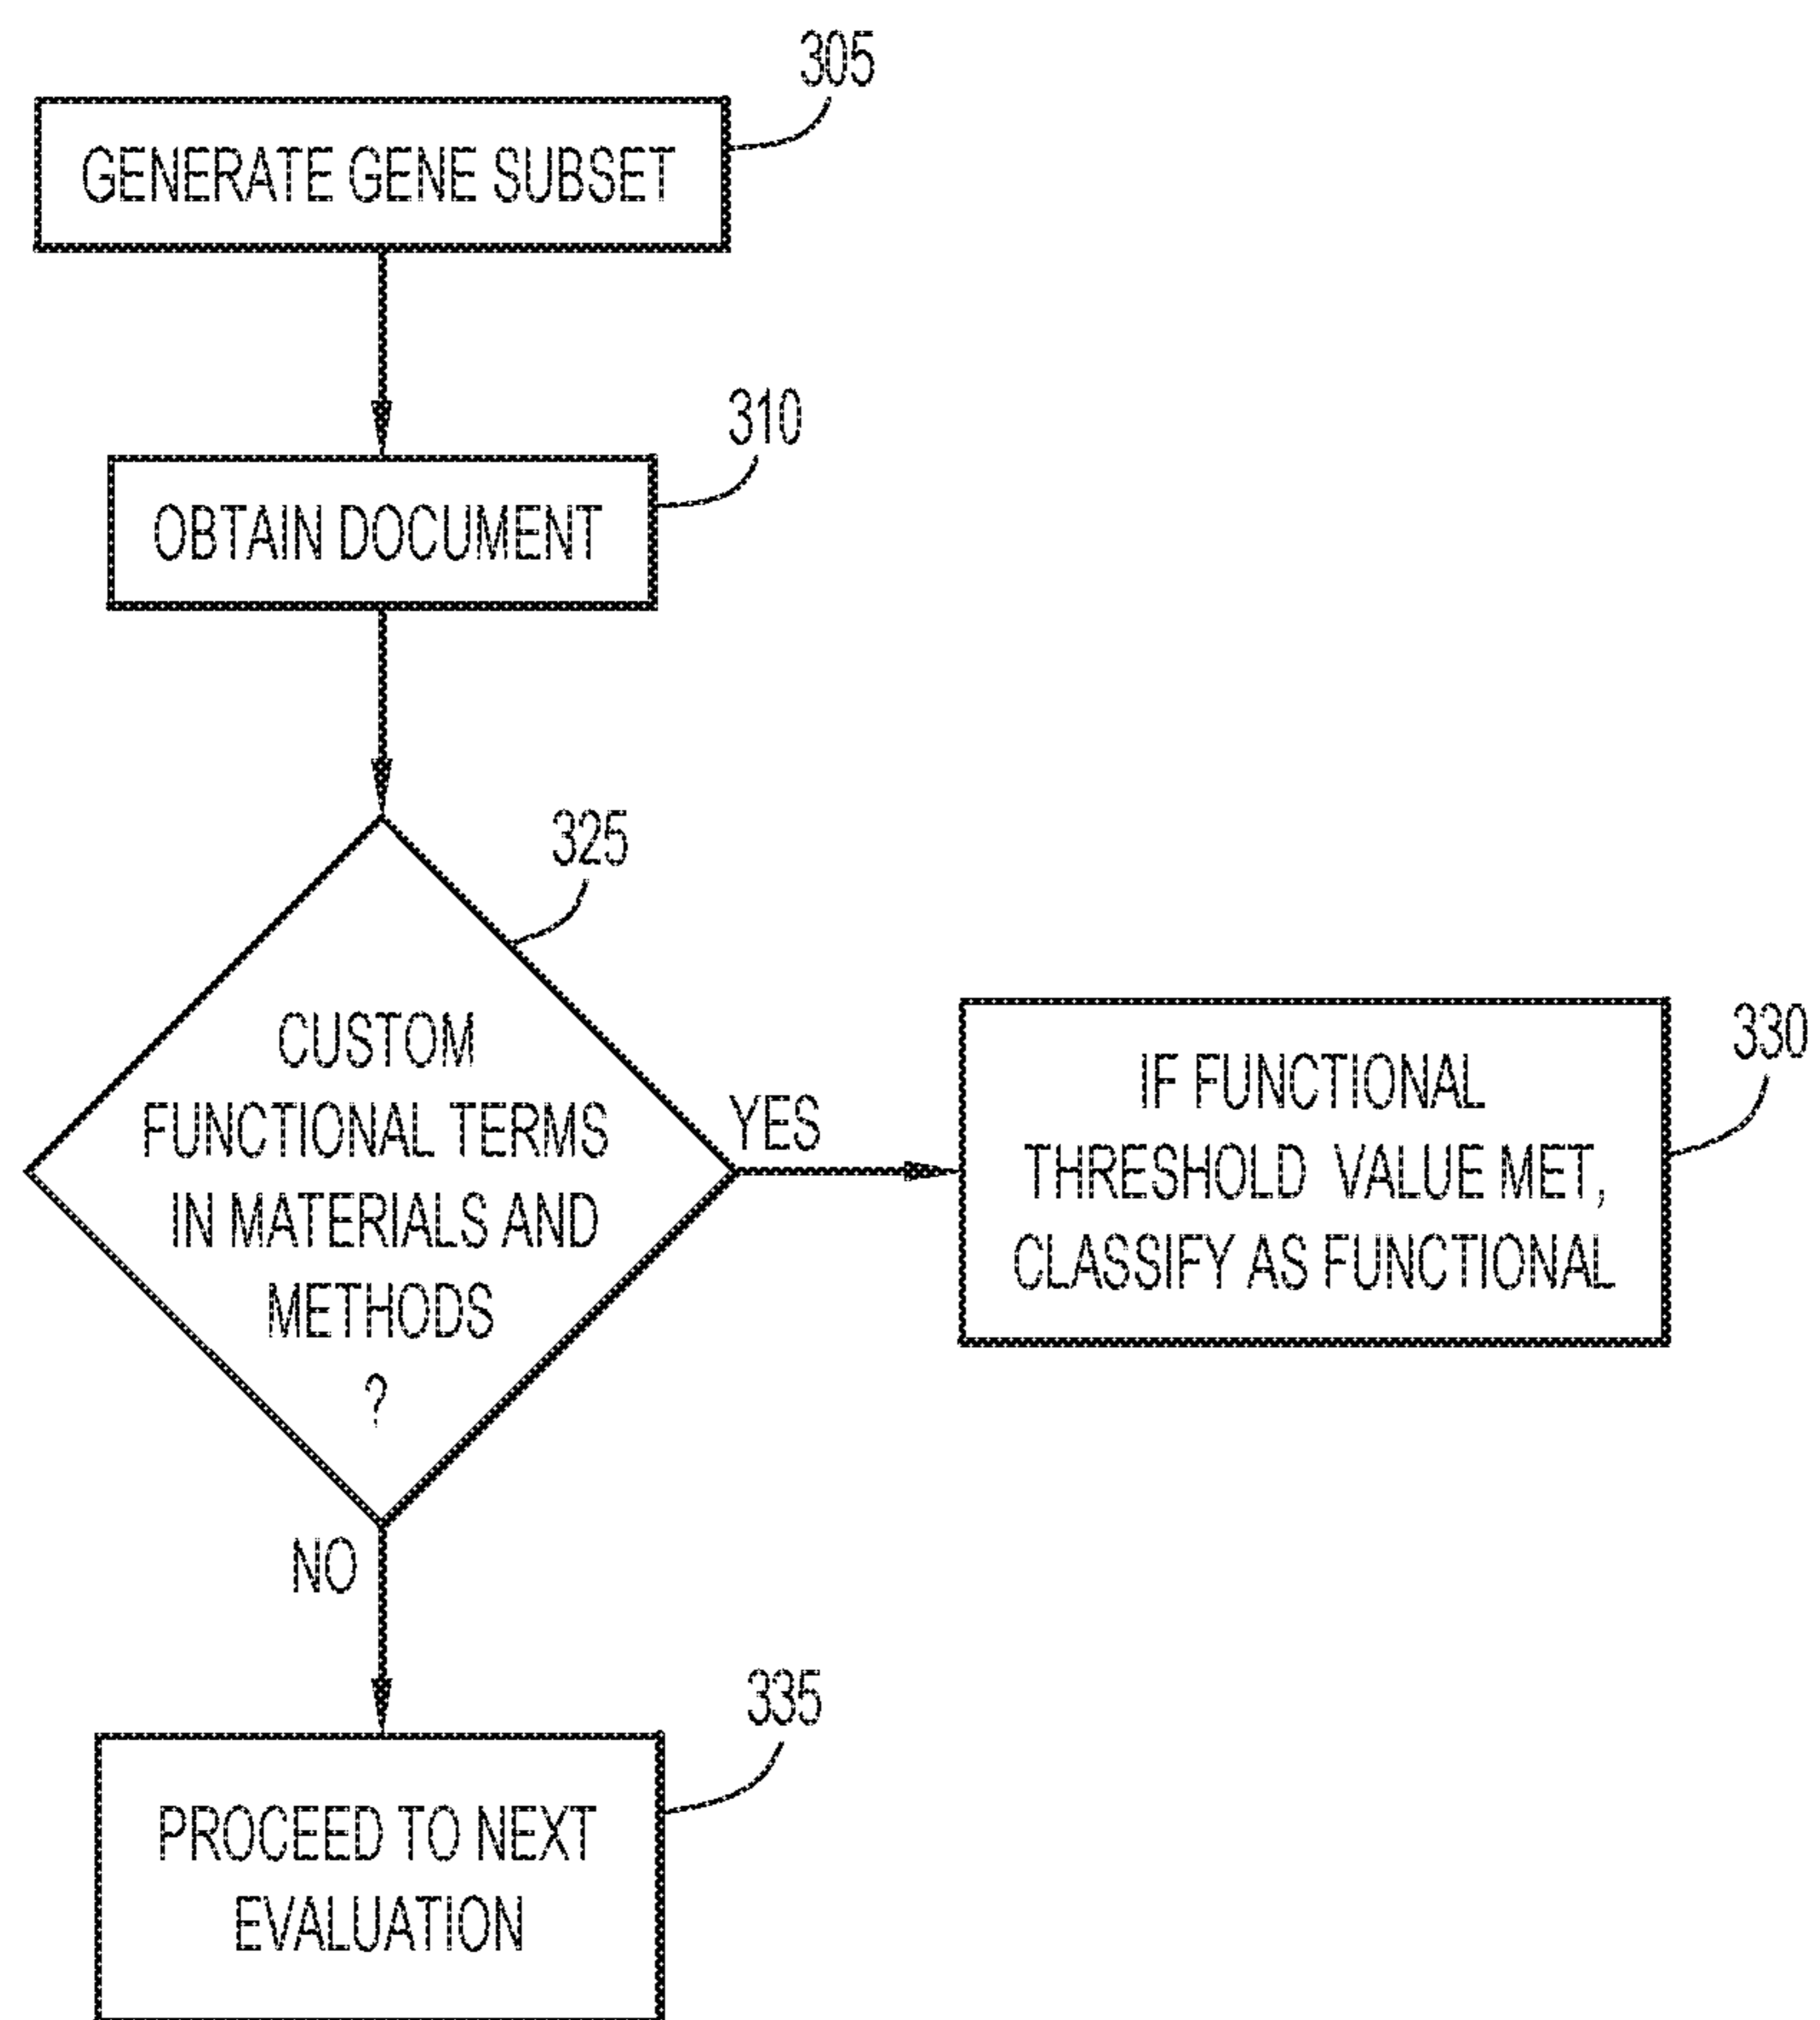 305
GENERATE GENE SUBSET
310
OBTAIN DOCUMENT
325
CUSTOM
FUNCTIONAL TERMS
IN MATERIALS AND
METHODS
?
YES
330
IF FUNCTIONAL
THRESHOLD VALUE MET,
CLASSIFY AS FUNCTIONAL
NO
335
PROCEED TO NEXT
EVALUATION